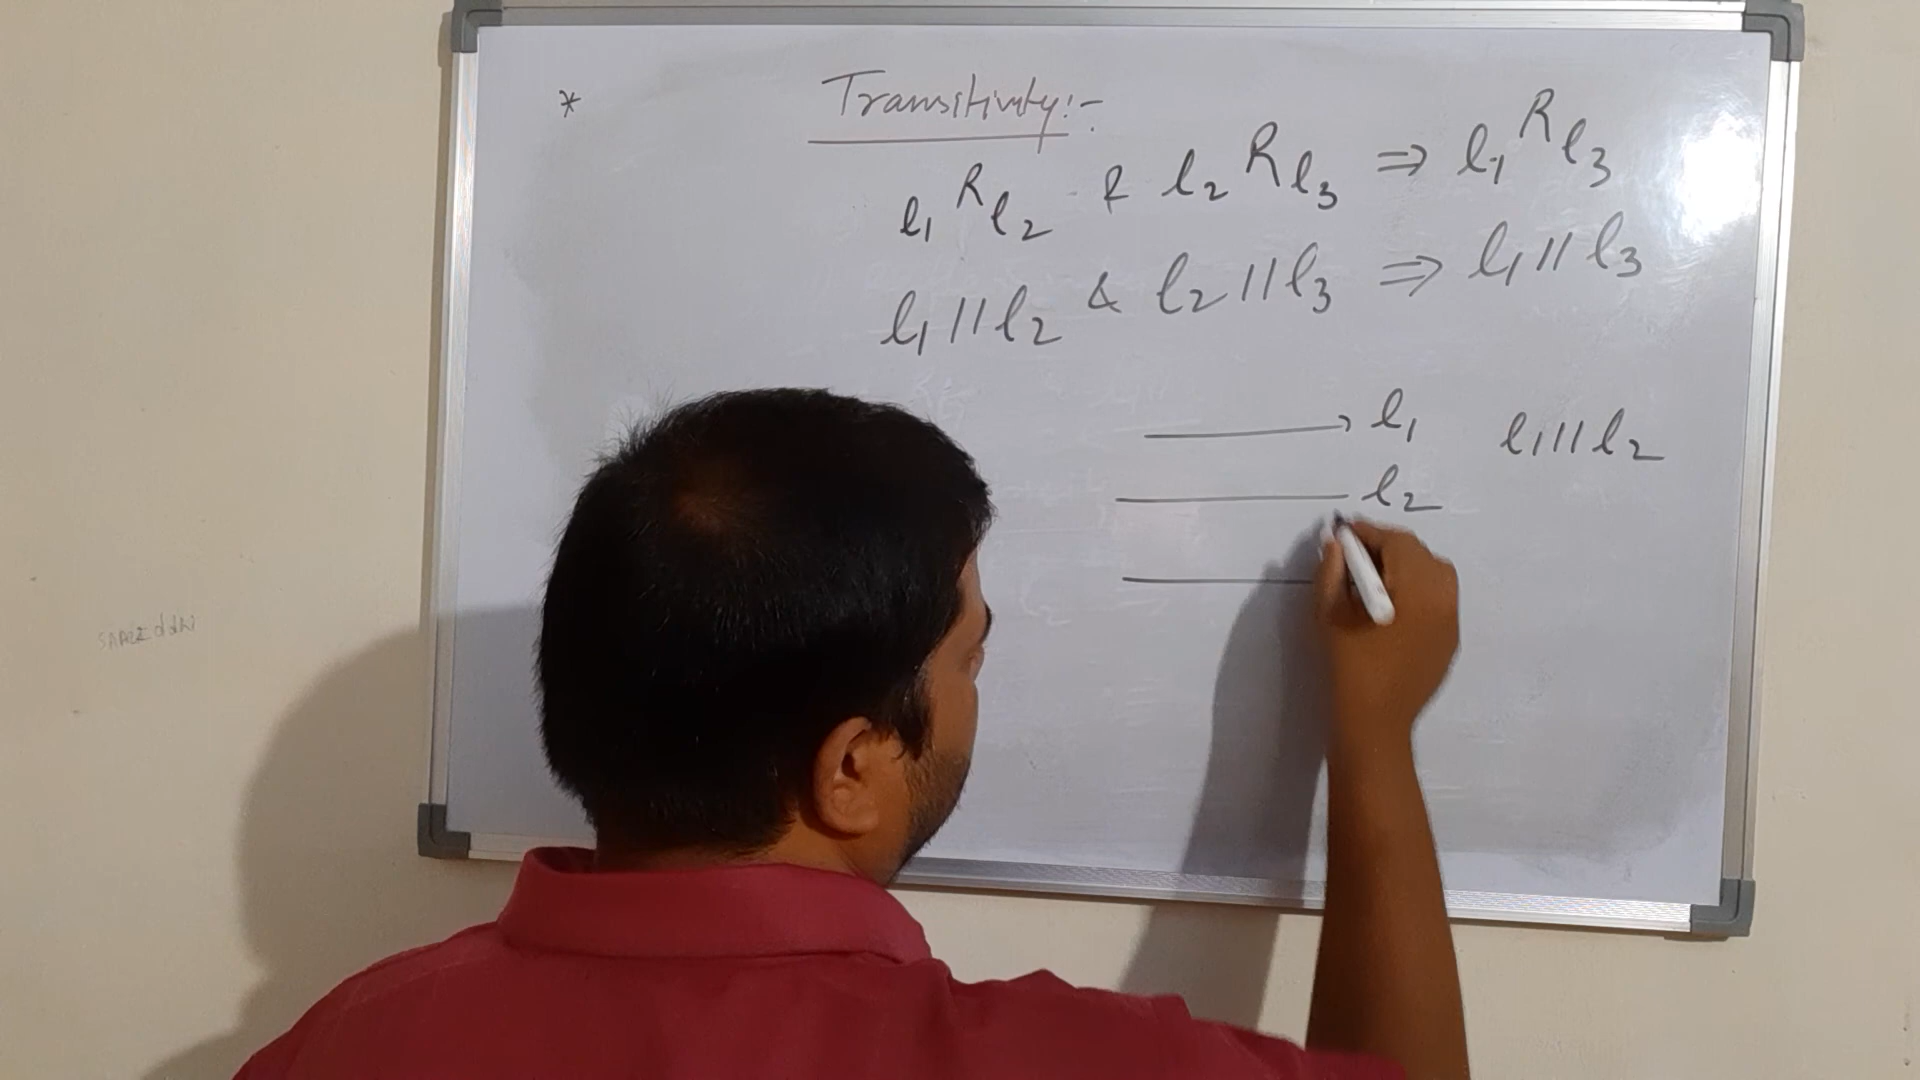 * Transitivity:-
l₁ R l₂ & l₂ R l₃ ⇒ l₁ R l₃
l₁ // l₂ & l₂ // l₃ ⇒ l₁ // l₃
l₁ l₁ // l₂
l₂